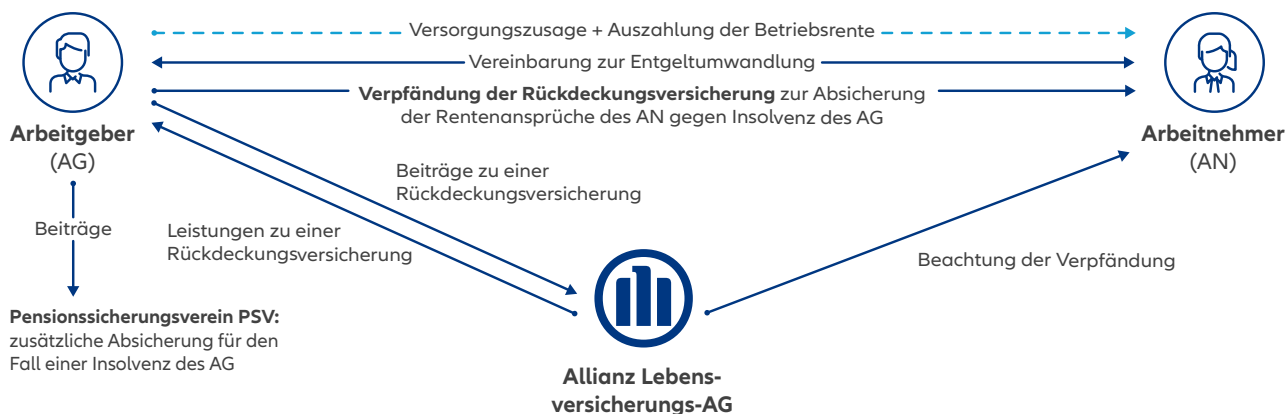 Versorgungszusage + Auszahlung der Betriebsrente
Vereinbarung zur Entgeltumwandlung
Verpfändung der Rückdeckungsversicherung zur Absicherung
der Rentenansprüche des AN gegen Insolvenz des AG
Arbeitgeber
(AG)
Arbeitnehmer
(AN)
Beiträge zu einer
Rückdeckungsversicherung
Beiträge
Leistungen zu einer
Rückdeckungsversicherung
Beachtung der Verpfändung
Pensionssicherungsverein PSV:
zusätzliche Absicherung für den
Fall einer Insolvenz des AG
Allianz Lebens-
versicherungs-AG